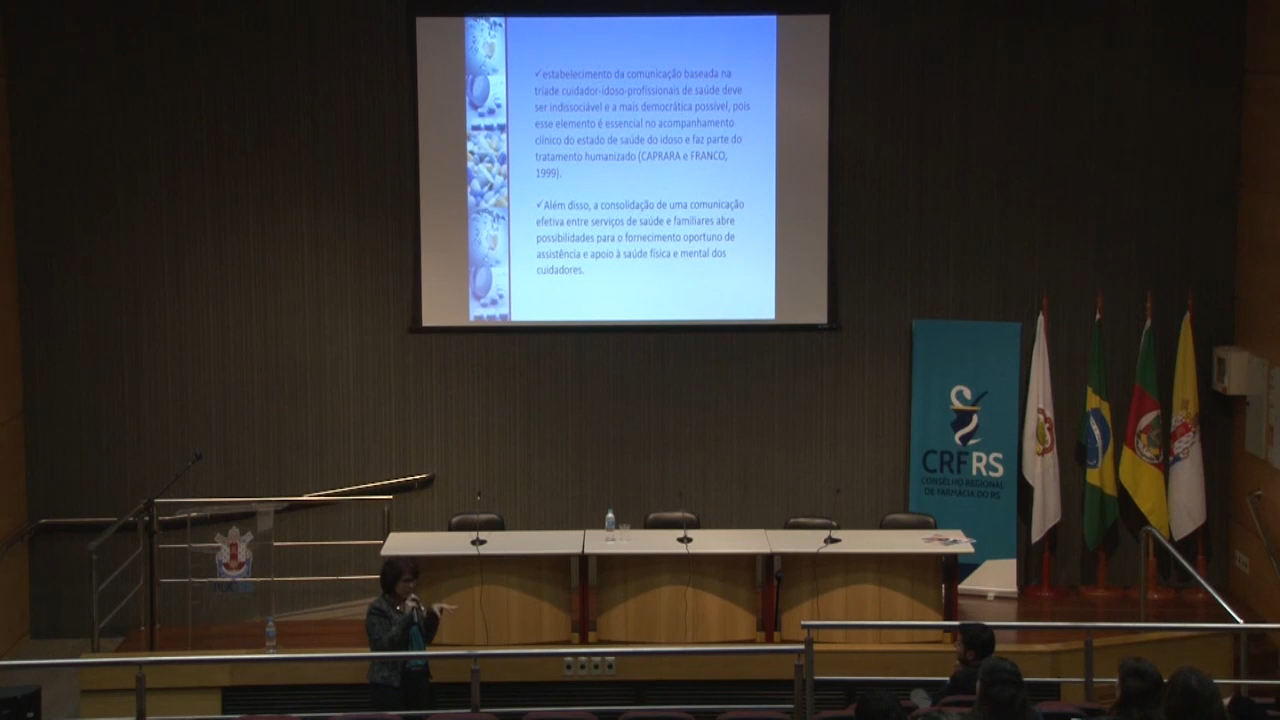 ✓estabelecimento da comunicação baseada na
tríade cuidador-idoso-profissionais de saúde deve
ser indissociável e a mais democrática possível, pois
esse elemento é essencial no acompanhamento
clínico do estado de saúde do idoso e faz parte do
tratamento humanizado (CAPRARA e FRANCO,
1999).
✓Além disso, a consolidação de uma comunicação
efetiva entre serviços de saúde e familiares abre
possibilidades para o fornecimento oportuno de
assistência e apoio à saúde física e mental dos
cuidadores.
CRFRS
CONSELHO REGIONAL
DE FARMÁCIA DO RS